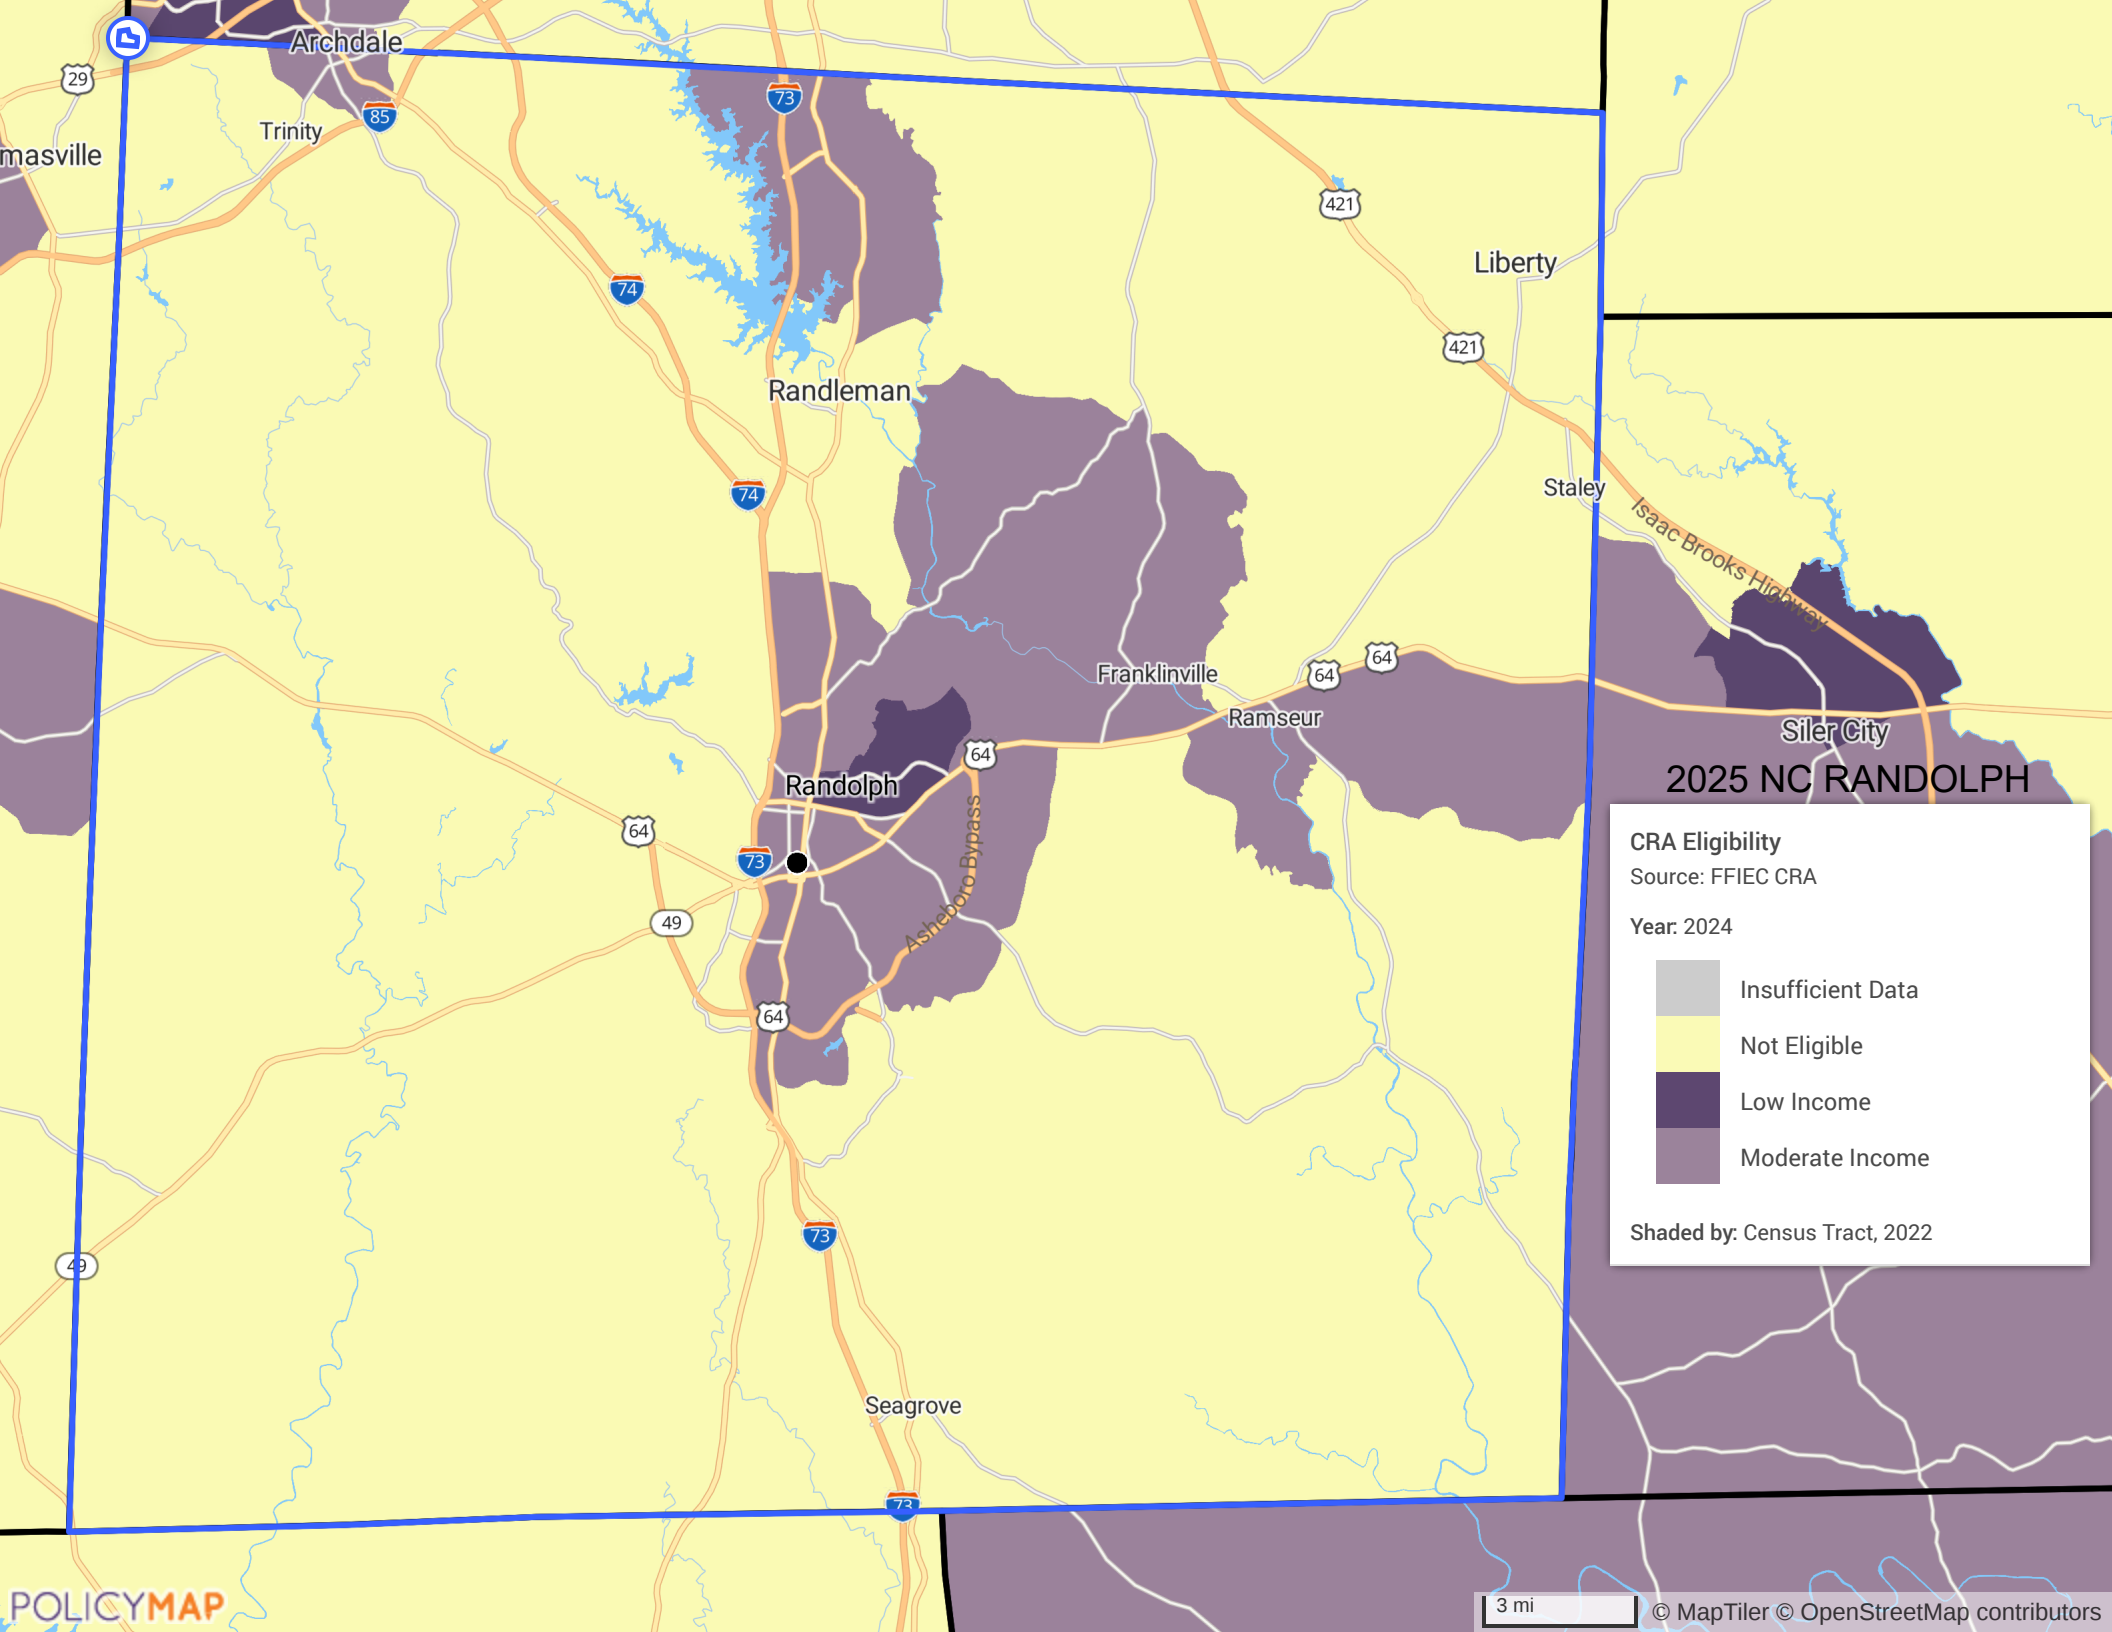 Archdale
29
73
85
Trinity
masville
421
Liberty
74
421
Randleman
74
Staley
Isaac Brooks Highway
64
64
Franklinville
Ramseur
64
Siler City
Randolph
2025 NC RANDOLPH
64
73
Asheboro Bypass
49
64
73
49
Seagrove
73
CRA Eligibility
Source: FFIEC CRA
Year: 2024
Insufficient Data
Not Eligible
Low Income
Moderate Income
Shaded by: Census Tract, 2022
POLICYMAP
3 mi
© MapTiler © OpenStreetMap contributors